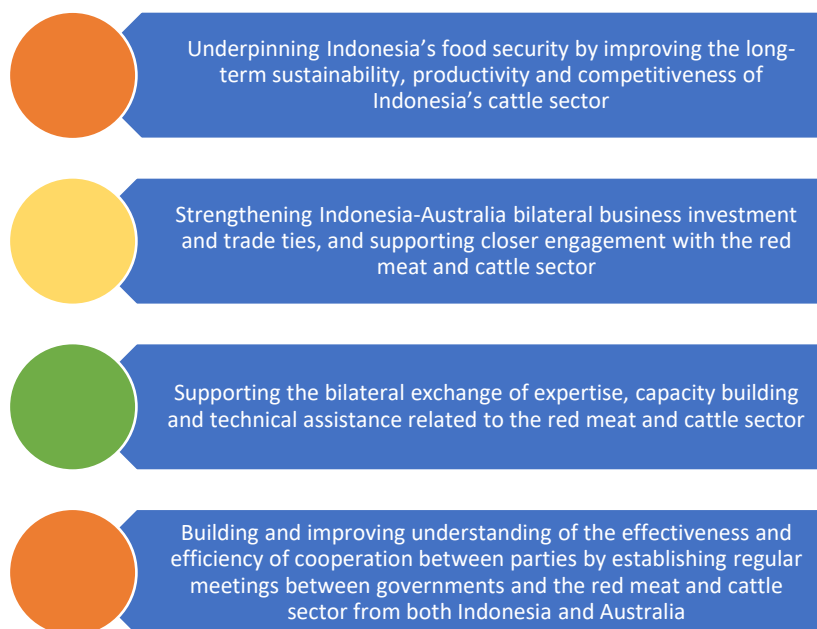 Underpinning Indonesia's food security by improving the long-
term sustainability, productivity and competitiveness of
Indonesia's cattle sector
Strengthening Indonesia-Australia bilateral business investment
and trade ties, and supporting closer engagement with the red
meat and cattle sector
Supporting the bilateral exchange of expertise, capacity building
and technical assistance related to the red meat and cattle sector
Building and improving understanding of the effectiveness and
efficiency of cooperation between parties by establishing regular
meetings between governments and the red meat and cattle
sector from both Indonesia and Australia